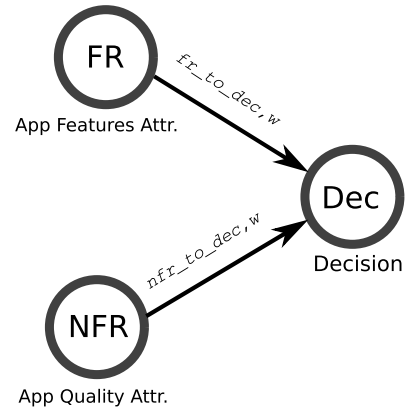 FR
App Features Attr.
fr_to_dec,w
Dec
Decision
nfr_to_dec,w
NFR
App Quality Attr.